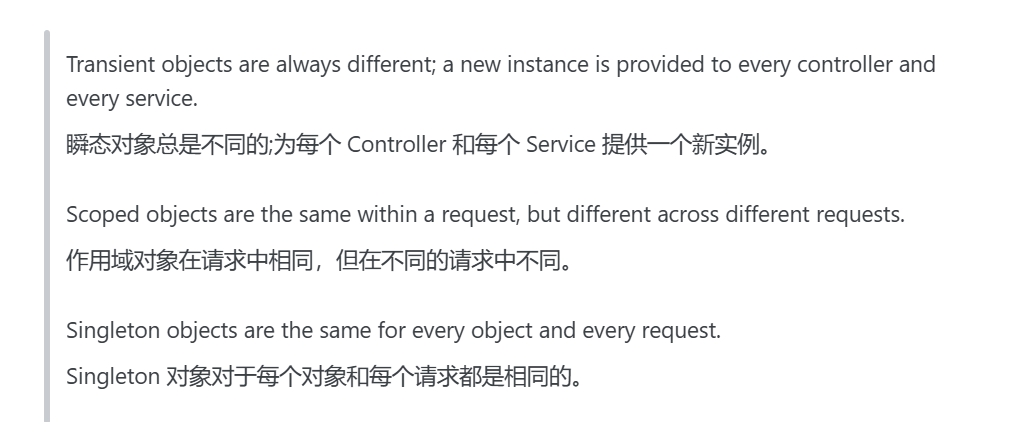 Transient objects are always different; a new instance is provided to every controller and
every service.
瞬态对象总是不同的;为每个 Controller 和每个 Service 提供一个新实例。
Scoped objects are the same within a request, but different across different requests.
作用域对象在请求中相同，但在不同的请求中不同。
Singleton objects are the same for every object and every request.
Singleton 对象对于每个对象和每个请求都是相同的。